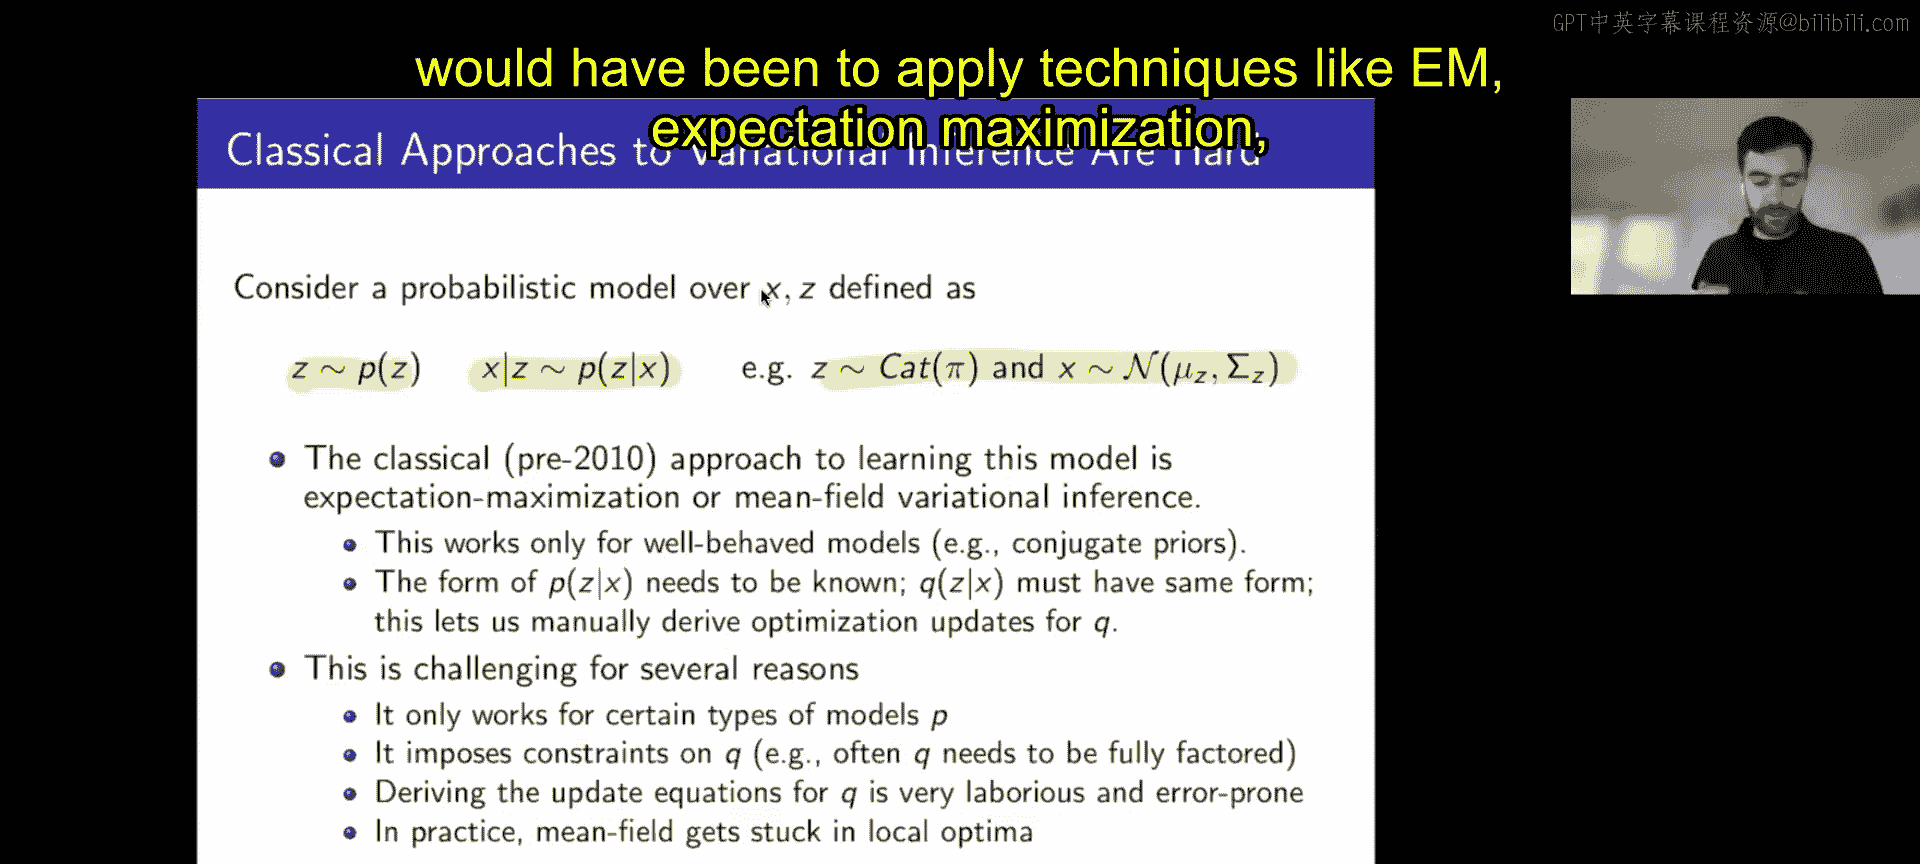 GPT中英字幕课程资源@bilibili.com
would have been to apply techniques like EM,
expectation maximization,
Classical Approaches to Variational Inference Are Hard
Consider a probabilistic model over x, z defined as
z ∼ p(z) x|z ∼ p(z|x) e.g. z ∼ Cat(π) and x ∼ 𝒩(μ_z, Σ_z)
The classical (pre-2010) approach to learning this model is
expectation-maximization or mean-field variational inference.
This works only for well-behaved models (e.g., conjugate priors).
The form of p(z|x) needs to be known; q(z|x) must have same form;
this lets us manually derive optimization updates for q.
This is challenging for several reasons
It only works for certain types of models p
It imposes constraints on q (e.g., often q needs to be fully factored)
Deriving the update equations for q is very laborious and error-prone
In practice, mean-field gets stuck in local optima